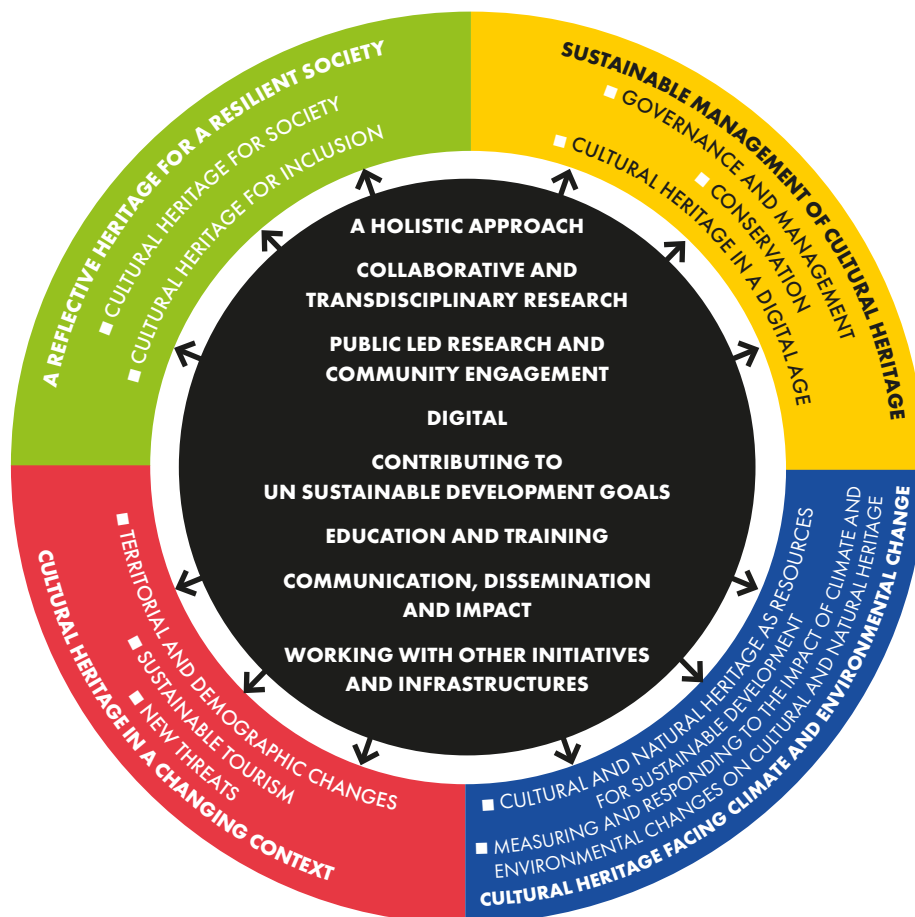 A REFLECTIVE HERITAGE FOR A RESILIENT SOCIETY
■ CULTURAL HERITAGE FOR SOCIETY
■ CULTURAL HERITAGE FOR INCLUSION
SUSTAINABLE MANAGEMENT OF CULTURAL HERITAGE
■ GOVERNANCE AND MANAGEMENT
■ CONSERVATION
■ CULTURAL HERITAGE IN A DIGITAL AGE
A HOLISTIC APPROACH
COLLABORATIVE AND
TRANSDISCIPLINARY RESEARCH
PUBLIC LED RESEARCH AND
COMMUNITY ENGAGEMENT
DIGITAL
CONTRIBUTING TO
UN SUSTAINABLE DEVELOPMENT GOALS
EDUCATION AND TRAINING
COMMUNICATION, DISSEMINATION
AND IMPACT
WORKING WITH OTHER INITIATIVES
AND INFRASTRUCTURES
■ TERRITORIAL AND DEMOGRAPHIC CHANGES
■ SUSTAINABLE TOURISM
■ NEW THREATS
CULTURAL HERITAGE IN A CHANGING CONTEXT
■ CULTURAL AND NATURAL HERITAGE AS RESOURCES
FOR SUSTAINABLE DEVELOPMENT
■ MEASURING AND RESPONDING TO THE IMPACT OF CLIMATE AND
ENVIRONMENTAL CHANGES ON CULTURAL AND NATURAL HERITAGE
CULTURAL HERITAGE FACING CLIMATE AND ENVIRONMENTAL CHANGE